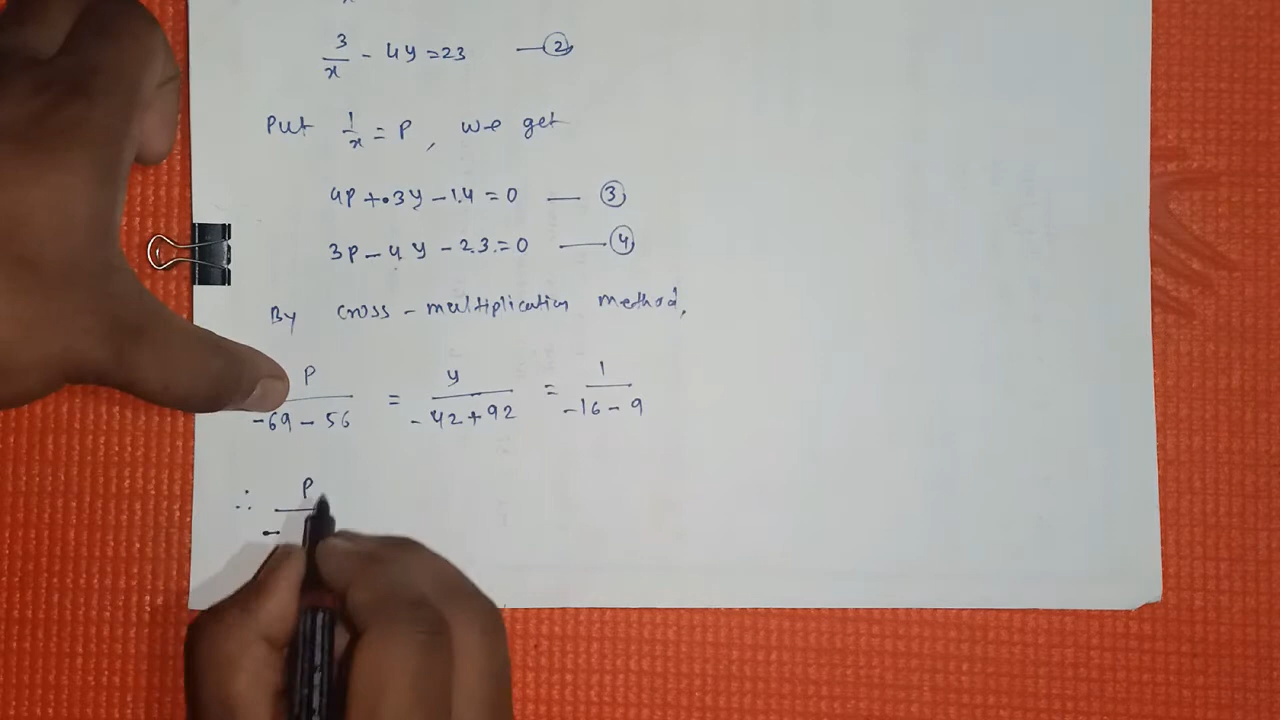 3/x - 4y = 23 — (2)
Put 1/x = P, we get
4P + 3y - 14 = 0 — (3)
3P - 4y - 23 = 0 — (4)
By cross-multiplication method,
P/(-69 - 56) = y/(-42 + 92) = 1/(-16 - 9)
∴ P/-